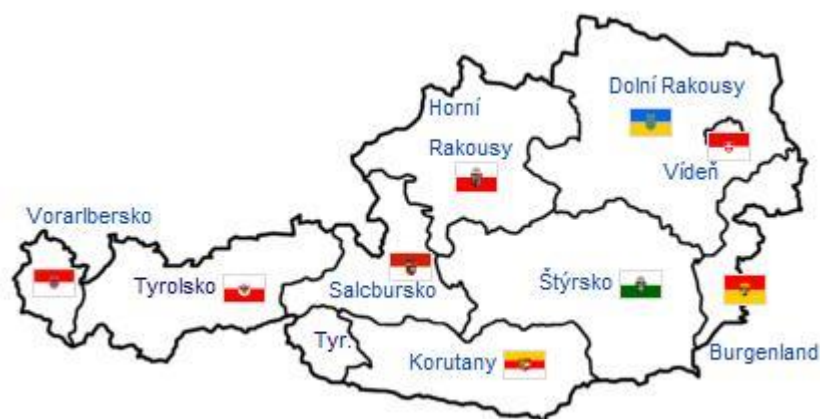 Dolní Rakousy
Horní
Rakousy
Vídeň
Vorarlbersko
Tyrolsko
Salcbursko
Štýrsko
Tyr.
Korutany
Burgenland